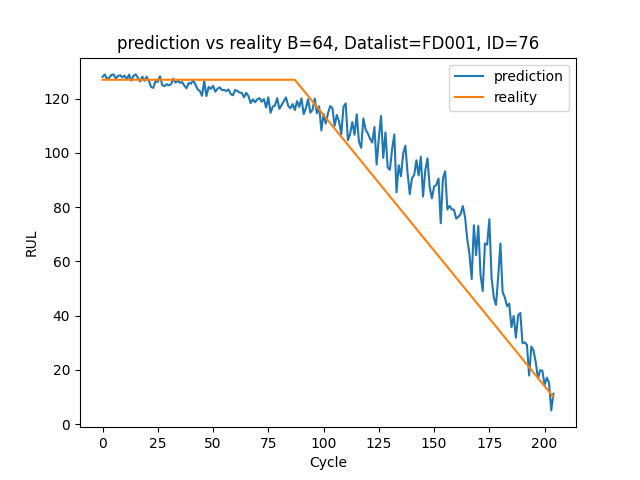 prediction vs reality B=64, Datalist=FD001, ID=76
prediction
reality
RUL
120
100
80
60
40
20
0
0 25 50 75 100 125 150 175 200
Cycle